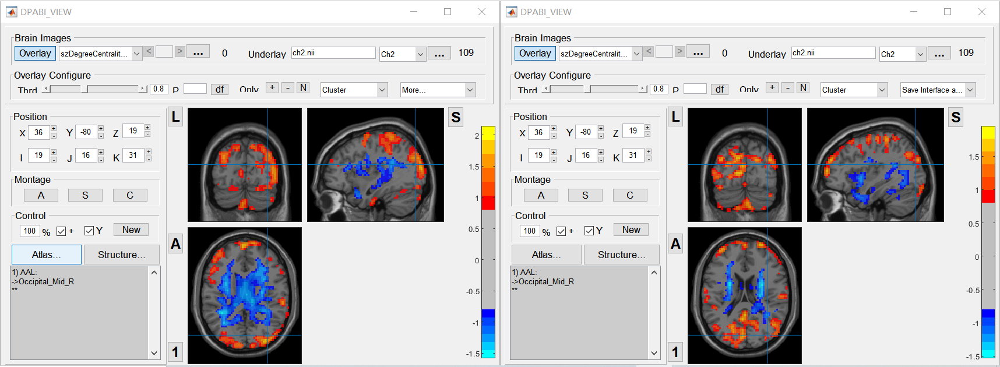 DPABI_VIEW
Brain Images
Overlay szDegreeCentralit... < > ... 0 Underlay ch2.nii Ch2 ... 109
Overlay Configure
Thrd 0.8 P df Only + - N Cluster More...
Position
X 36 + - Y -80 + - Z 19 + -
I 19 + - J 16 + - K 31 + -
Montage
A S C
Control
100 % + Y New
Atlas... Structure...
1) AAL:
->Occipital_Mid_R
**
L
S
A
1
2
1.5
1
0.5
0
-0.5
-1
-1.5
DPABI_VIEW
Brain Images
Overlay szDegreeCentralit... < > ... 0 Underlay ch2.nii Ch2 ... 109
Overlay Configure
Thrd 0.8 P df Only + - N Cluster Save Interface a...
Position
X 36 + - Y -80 + - Z 19 + -
I 19 + - J 16 + - K 31 + -
Montage
A S C
Control
100 % + Y New
Atlas... Structure...
1) AAL:
->Occipital_Mid_R
**
L
S
A
1
1.5
1
0.5
0
-0.5
-1
-1.5